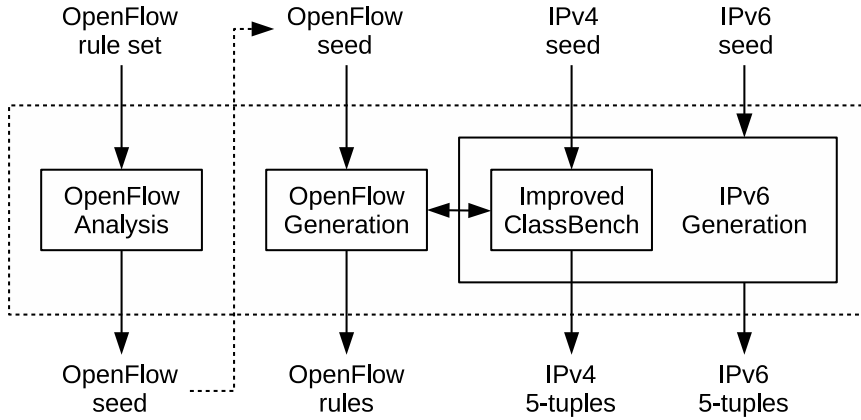 OpenFlow
rule set
OpenFlow
seed
IPv4
seed
IPv6
seed
OpenFlow
Analysis
OpenFlow
Generation
Improved
ClassBench
IPv6
Generation
OpenFlow
seed
OpenFlow
rules
IPv4
5-tuples
IPv6
5-tuples